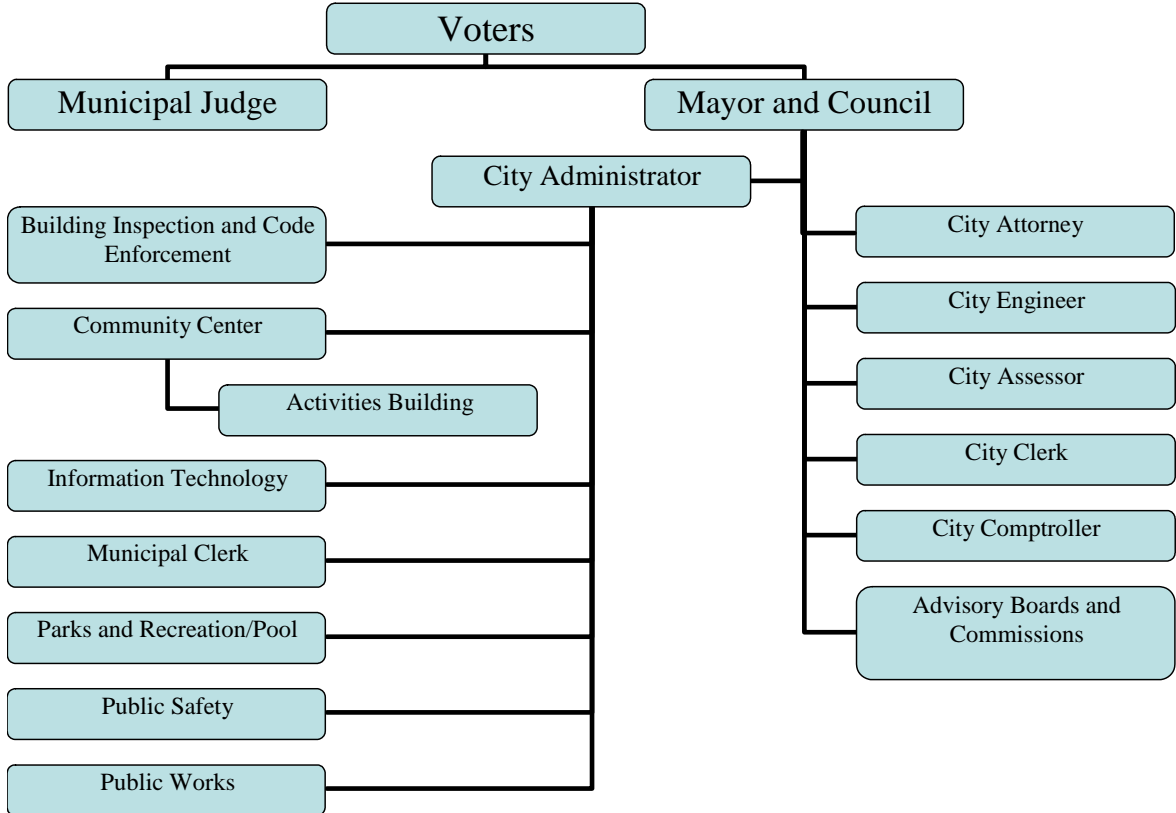 Voters
Municipal Judge
Mayor and Council
City Administrator
Building Inspection and Code
Enforcement
City Attorney
Community Center
City Engineer
Activities Building
City Assessor
Information Technology
City Clerk
Municipal Clerk
City Comptroller
Parks and Recreation/Pool
Advisory Boards and
Commissions
Public Safety
Public Works